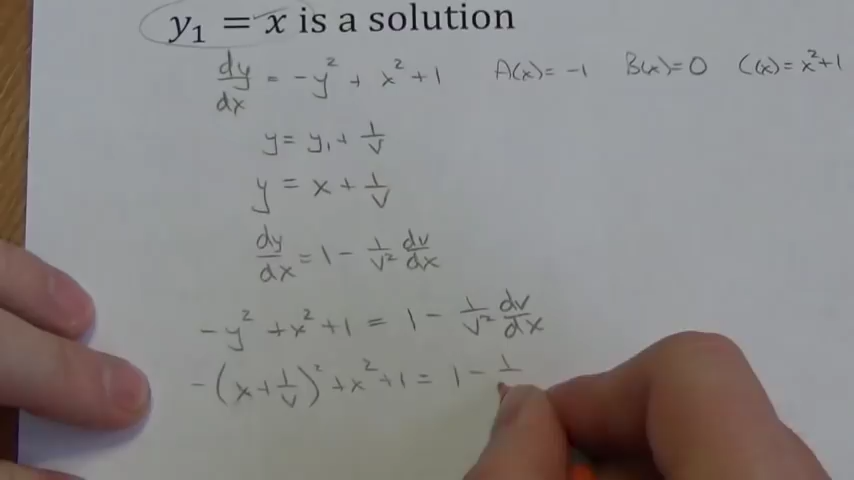 y₁ = x is a solution
dy/dx = -y² + x² + 1 A(x) = -1 B(x) = 0 C(x) = x² + 1
y = y₁ + 1/v
y = x + 1/v
dy/dx = 1 - 1/v² dv/dx
-y² + x² + 1 = 1 - 1/v² dv/dx
-(x + 1/v)² + x² + 1 = 1 - 1/